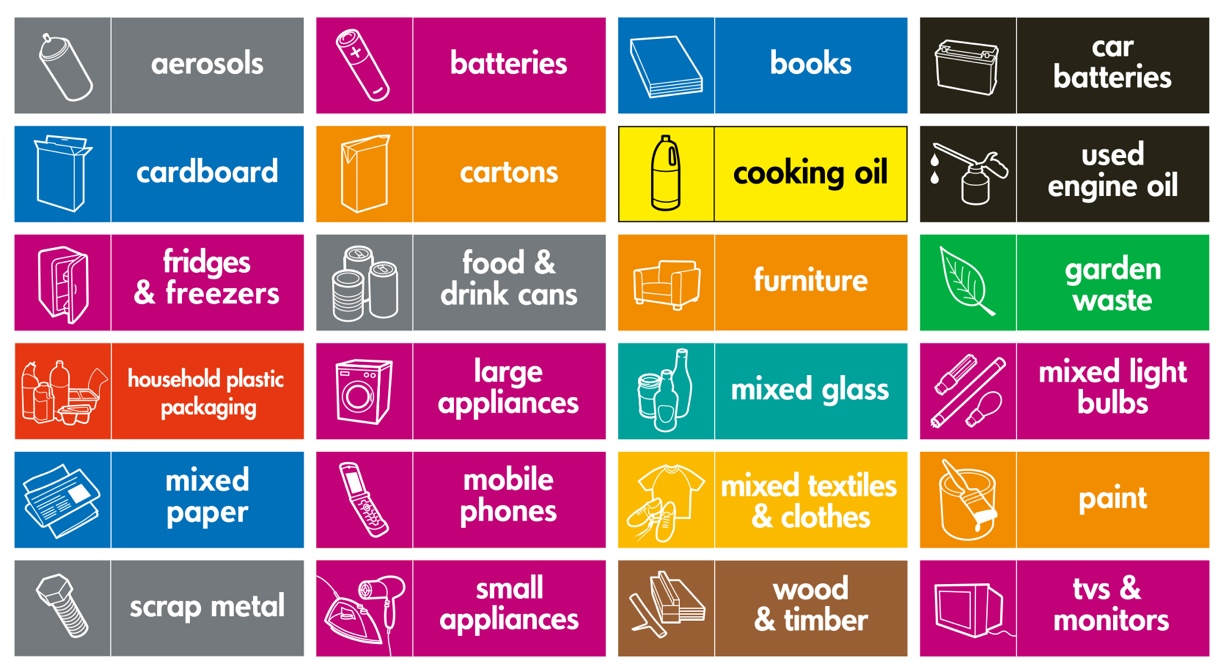 aerosols
batteries
books
car
batteries
cardboard
cartons
cooking oil
used
engine oil
fridges
& freezers
food &
drink cans
furniture
garden
waste
household plastic
packaging
large
appliances
mixed glass
mixed light
bulbs
mixed
paper
mobile
phones
mixed textiles
& clothes
paint
scrap metal
small
appliances
wood
& timber
tvs &
monitors